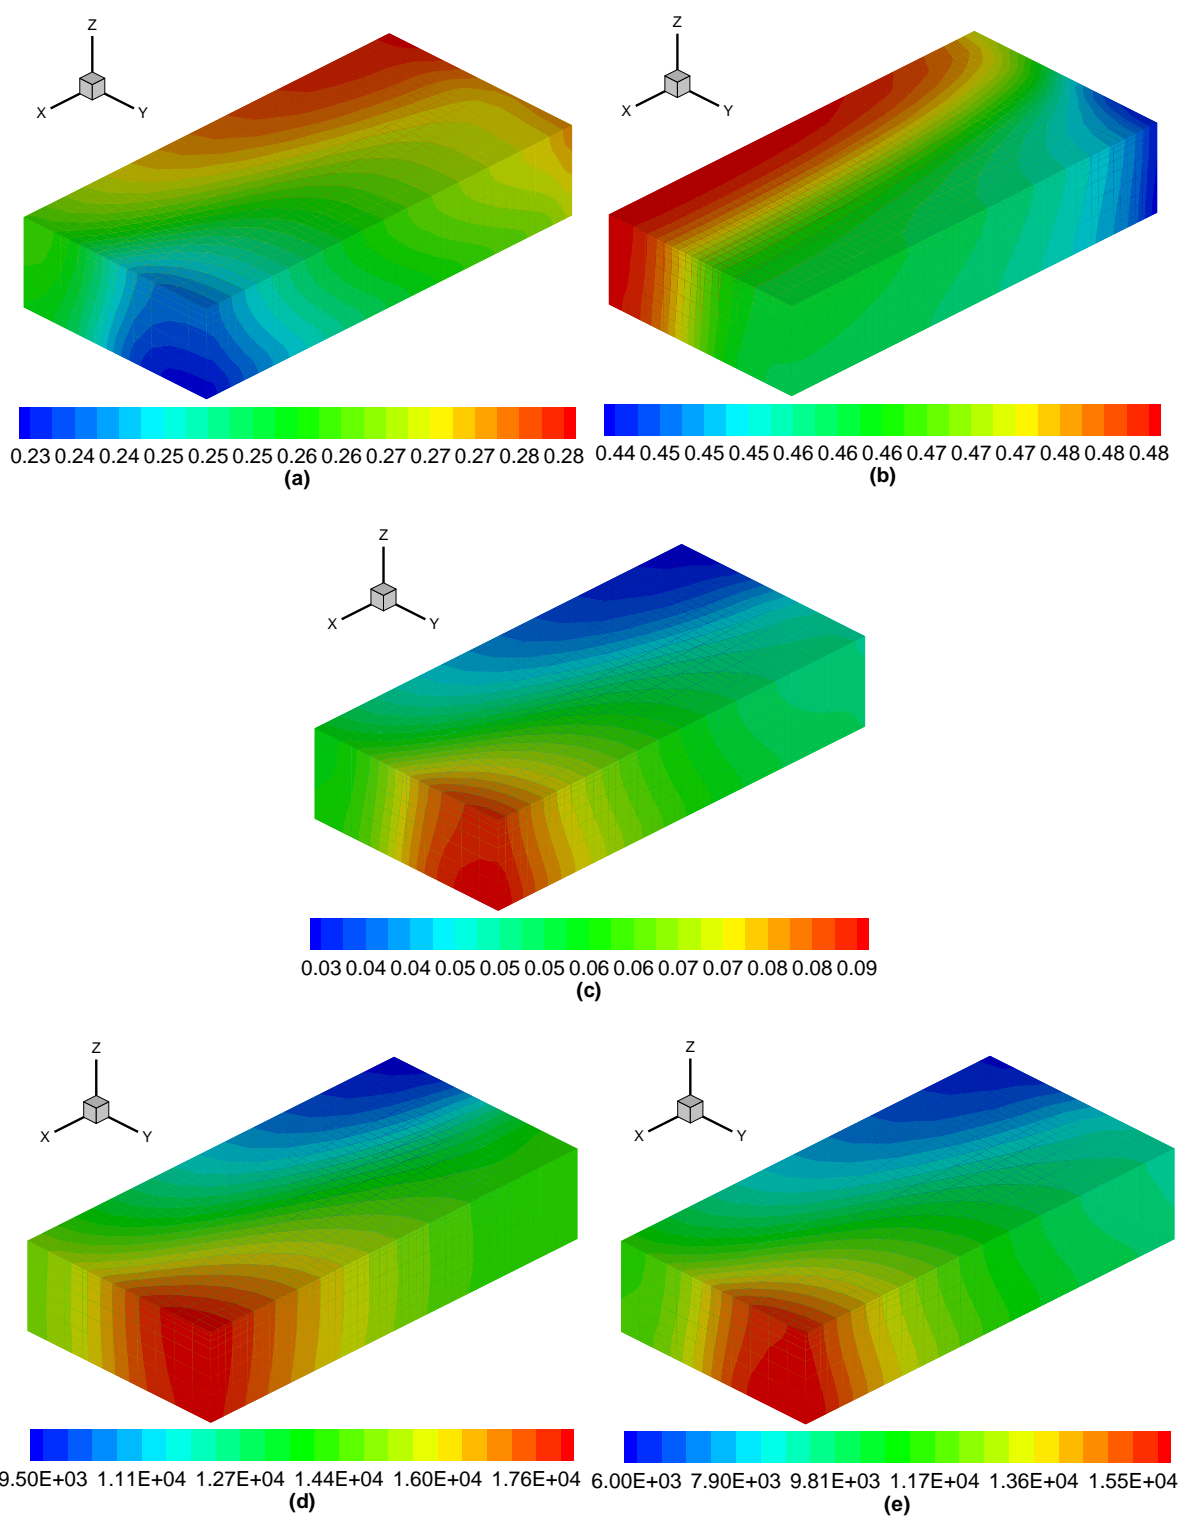 Z
X
Y
0.23 0.24 0.24 0.25 0.25 0.25 0.26 0.26 0.27 0.27 0.27 0.28 0.28
(a)
Z
X
Y
0.44 0.45 0.45 0.45 0.46 0.46 0.46 0.47 0.47 0.47 0.48 0.48 0.48
(b)
Z
X
Y
0.03 0.04 0.04 0.05 0.05 0.05 0.06 0.06 0.07 0.07 0.08 0.08 0.09
(c)
Z
X
Y
9.50E+03 1.11E+04 1.27E+04 1.44E+04 1.60E+04 1.76E+04
(d)
Z
X
Y
6.00E+03 7.90E+03 9.81E+03 1.17E+04 1.36E+04 1.55E+04
(e)